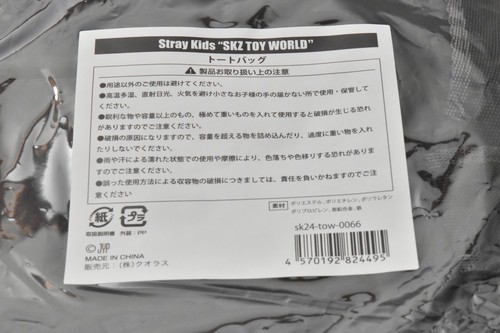 Stray Kids “SKZ TOY WORLD”
トートバッグ
製品お取り扱い上の注意
●用途以外のご使用は避けてください。
●高温多湿、直射日光、火気を避け小さなお子様の手の届かない所で使用・保管して
ください。
●鋭利な物や容量以上のもの、極めて重いものを入れて使用すると破損が生じる恐れ
がありますのでご注意ください。
●破損の原因になりますので、容量を超える物を詰め込んだり、過度に重い物を入れ
たりしないでください。
●雨や汗による濡れた状態での使用や摩擦により、色落ちや色移りする恐れがありま
すのでご注意ください。
●誤った使用方法による収容物の破損につきましては、責任を負いかねますのでご注
意ください。
素材 ポリエステル、ポリエチレン、ポリウレタン
ポリプロピレン、亜鉛合金、鉄
紙 プラ
取扱説明書 外装:PP
sk24-tow-0066
4 570192 824495
© JYP
MADE IN CHINA
販売元:(株)クオラス